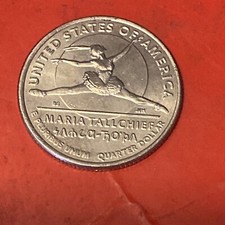 UNITED STATES OF AMERICA
MARIA TALLCHIEF
E PLURIBUS UNUM QUARTER DOLLAR